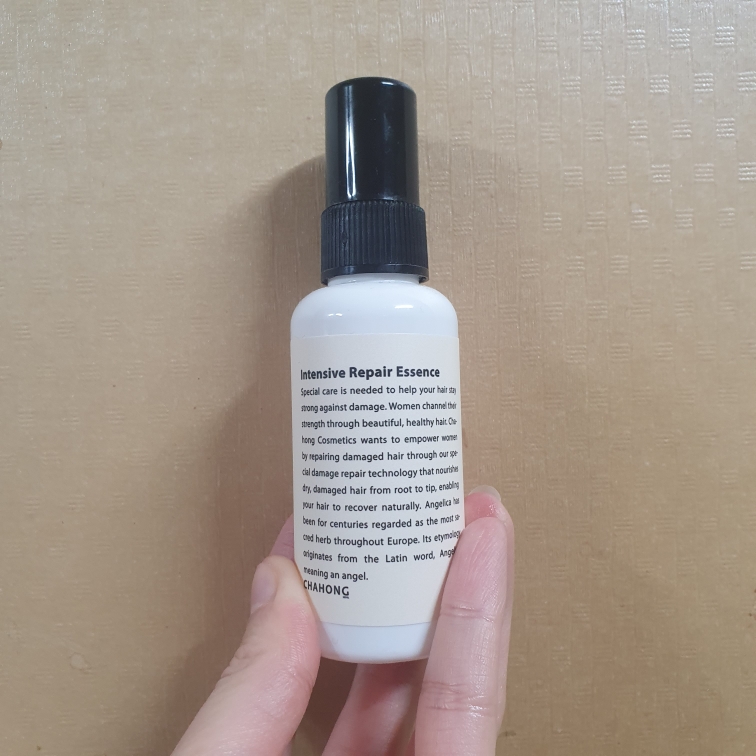 Intensive Repair Essence
Special care is needed to help your hair stay
strong against damage. Women channel their
strength through beautiful, healthy hair. Cha-
hong Cosmetics wants to empower women
by repairing damaged hair through our spe-
cial damage repair technology that nourishes
dry, damaged hair from root to tip, enabling
your hair to recover naturally. Angelica has
been for centuries regarded as the most sa-
cred herb throughout Europe. Its etymology
originates from the Latin word, Angel
meaning an angel.
CHAHONG